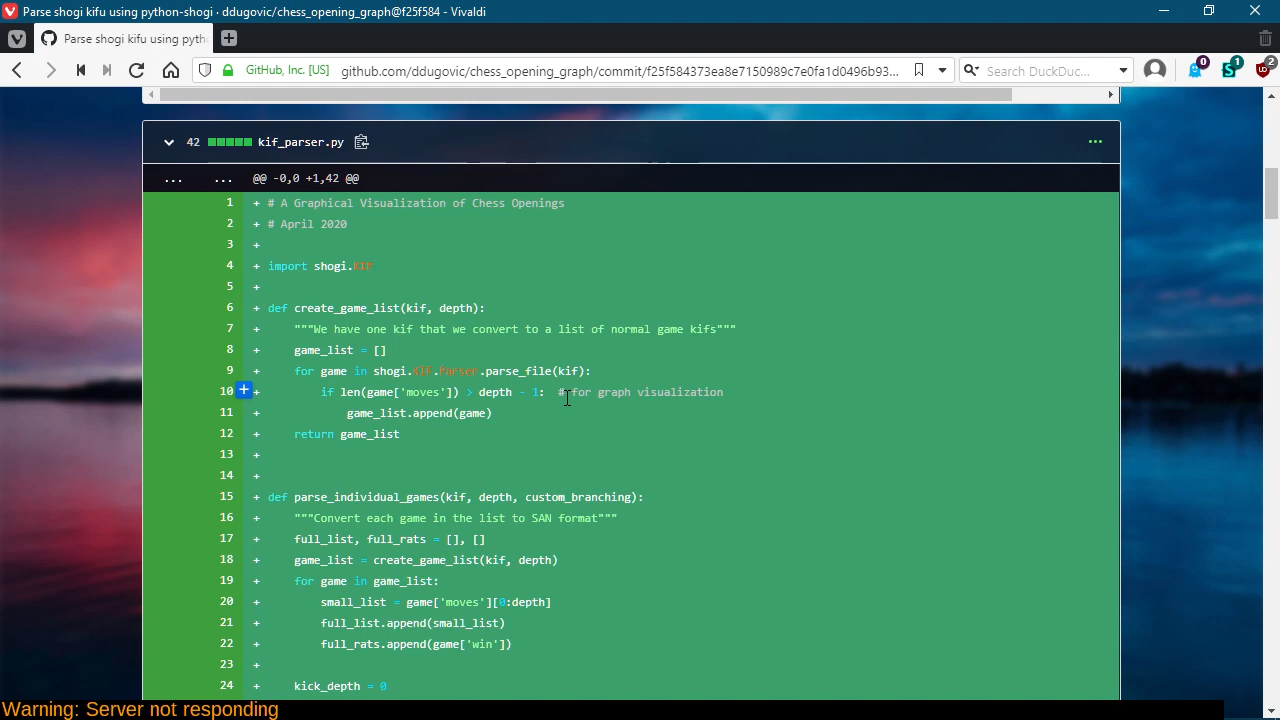 Parse shogi kifu using python-shogi · ddugovic/chess_opening_graph@f25f584 - Vivaldi
Parse shogi kifu using pyth
GitHub, Inc. [US]
github.com/ddugovic/chess_opening_graph/commit/f25f584373ea8e7150989c7e0fa1d0496b93...
Search DuckDuc...
0
1
2
42 kif_parser.py
... ... @@ -0,0 +1,42 @@
1 + # A Graphical Visualization of Chess Openings
2 + # April 2020
3 +
4 + import shogi.KIF
5 +
6 + def create_game_list(kif, depth):
7 + """We have one kif that we convert to a list of normal game kifs"""
8 + game_list = []
9 + for game in shogi.KIF.Parser.parse_file(kif):
10 + if len(game['moves']) > depth - 1: # for graph visualization
11 + game_list.append(game)
12 + return game_list
13 +
14 +
15 + def parse_individual_games(kif, depth, custom_branching):
16 + """Convert each game in the list to SAN format"""
17 + full_list, full_rats = [], []
18 + game_list = create_game_list(kif, depth)
19 + for game in game_list:
20 + small_list = game['moves'][0:depth]
21 + full_list.append(small_list)
22 + full_rats.append(game['win'])
23 +
24 + kick_depth = 0
Warning: Server not responding